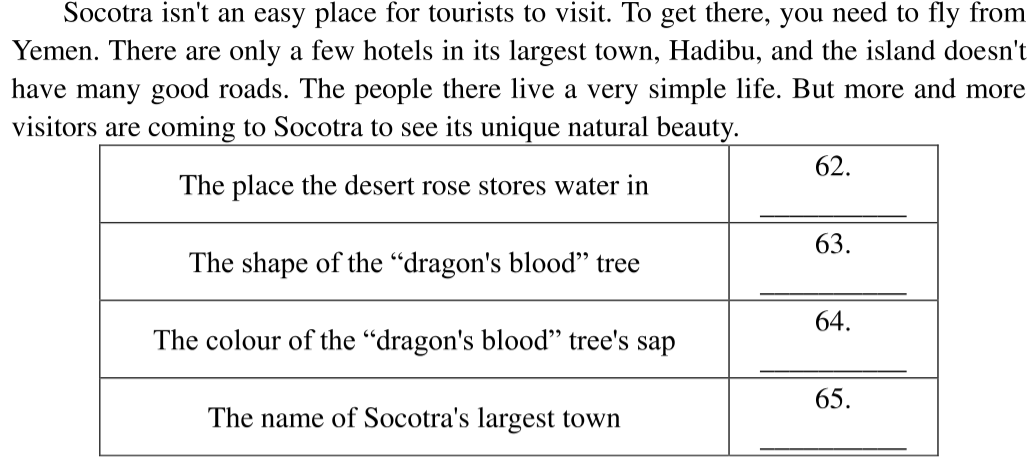 Socotra isn't an easy place for tourists to visit. To get there, you need to fly from
Yemen. There are only a few hotels in its largest town, Hadibu, and the island doesn't
have many good roads. The people there live a very simple life. But more and more
visitors are coming to Socotra to see its unique natural beauty.
The place the desert rose stores water in
62.
The shape of the “dragon's blood” tree
63.
The colour of the “dragon's blood” tree's sap
64.
The name of Socotra's largest town
65.